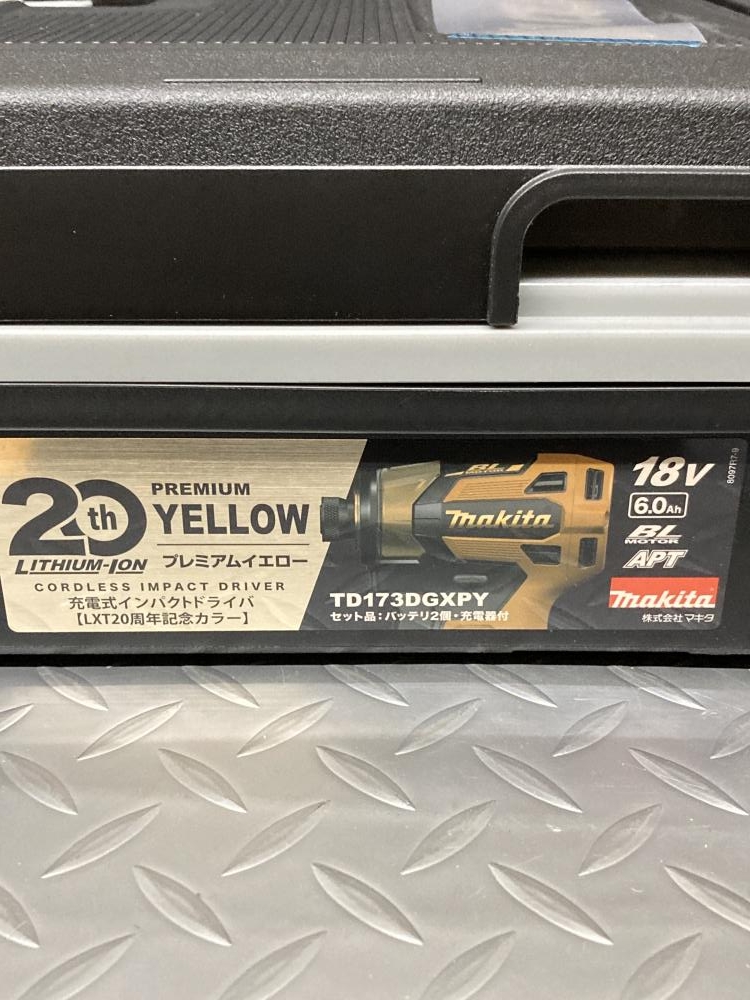 20th
LITHIUM-ION
PREMIUM
YELLOW
プレミアムイエロー
CORDLESS IMPACT DRIVER
充電式インパクトドライバ
【LXT20周年記念カラー】
BL
MOTOR
makita
TD173DGXPY
セット品：バッテリ2個・充電器付
18V
6.0Ah
BL
MOTOR
APT
makita
株式会社マキタ
8097R7-9